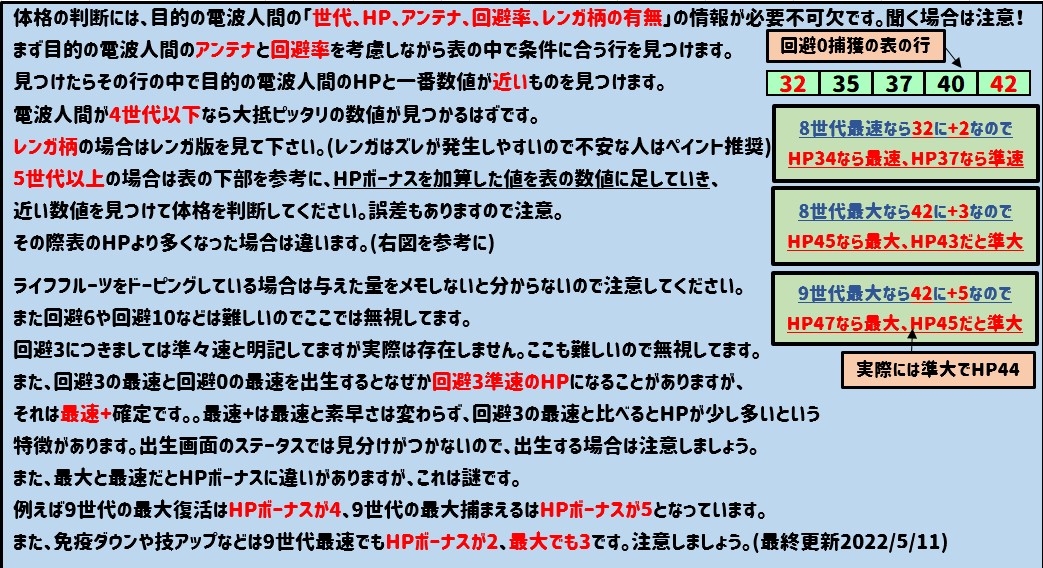 体格の判断には、目的の電波人間の「世代、HP、アンテナ、回避率、レンガ柄の有無」の情報が必要不可欠です。聞く場合は注意！
まず目的の電波人間のアンテナと回避率を考慮しながら表の中で条件に合う行を見つけます。
見つけたらその行の中で目的の電波人間のHPと一番数値が近いものを見つけます。
電波人間が4世代以下なら大抵ピッタリの数値が見つかるはずです。
レンガ柄の場合はレンガ版を見て下さい。(レンガはズレが発生しやすいので不安な人はペイント推奨)
5世代以上の場合は表の下部を参考に、HPボーナスを加算した値を表の数値に足していき、
近い数値を見つけて体格を判断してください。誤差もありますので注意。
その際表のHPより多くなった場合は違います。(右図を参考に)
ライフフルーツをドーピングしている場合は与えた量をメモしないと分からないので注意してください。
また回避6や回避10などは難しいのでここでは無視してます。
回避3につきましては準々速と明記してますが実際は存在しません。ここも難しいので無視してます。
また、回避3の最速と回避0の最速を出生するとなぜか回避3準速のHPになることがありますが、
それは最速+確定です。。最速+は最速と素早さは変わらず、回避3の最速と比べるとHPが少し多いという
特徴があります。出生画面のステータスでは見分けがつかないので、出生する場合は注意しましょう。
また、最大と最速だとHPボーナスに違いがありますが、これは謎です。
例えば9世代の最大復活はHPボーナスが4、9世代の最大捕まえるはHPボーナスが5となっています。
また、免疫ダウンや技アップなどは9世代最速でもHPボーナスが2、最大でも3です。注意しましょう。(最終更新2022/5/11)
回避0捕獲の表の行
32 35 37 40 42
8世代最速なら32に+2なので
HP34なら最速、HP37なら準速
8世代最大なら42に+3なので
HP45なら最大、HP43だと準大
9世代最大なら42に+5なので
HP47なら最大、HP45だと準大
実際には準大でHP44